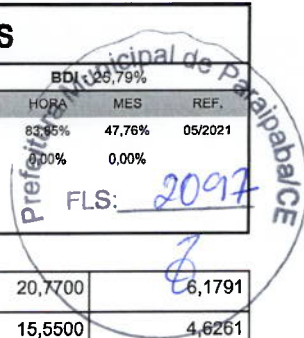 S
BDI 25,79%
HORA MES REF.
83,85% 47,76% 05/2021
0,00% 0,00%
Prefeitura Municipal de Paraipaba/CE
FLS: 2097
20,7700 6,1791
15,5500 4,6261